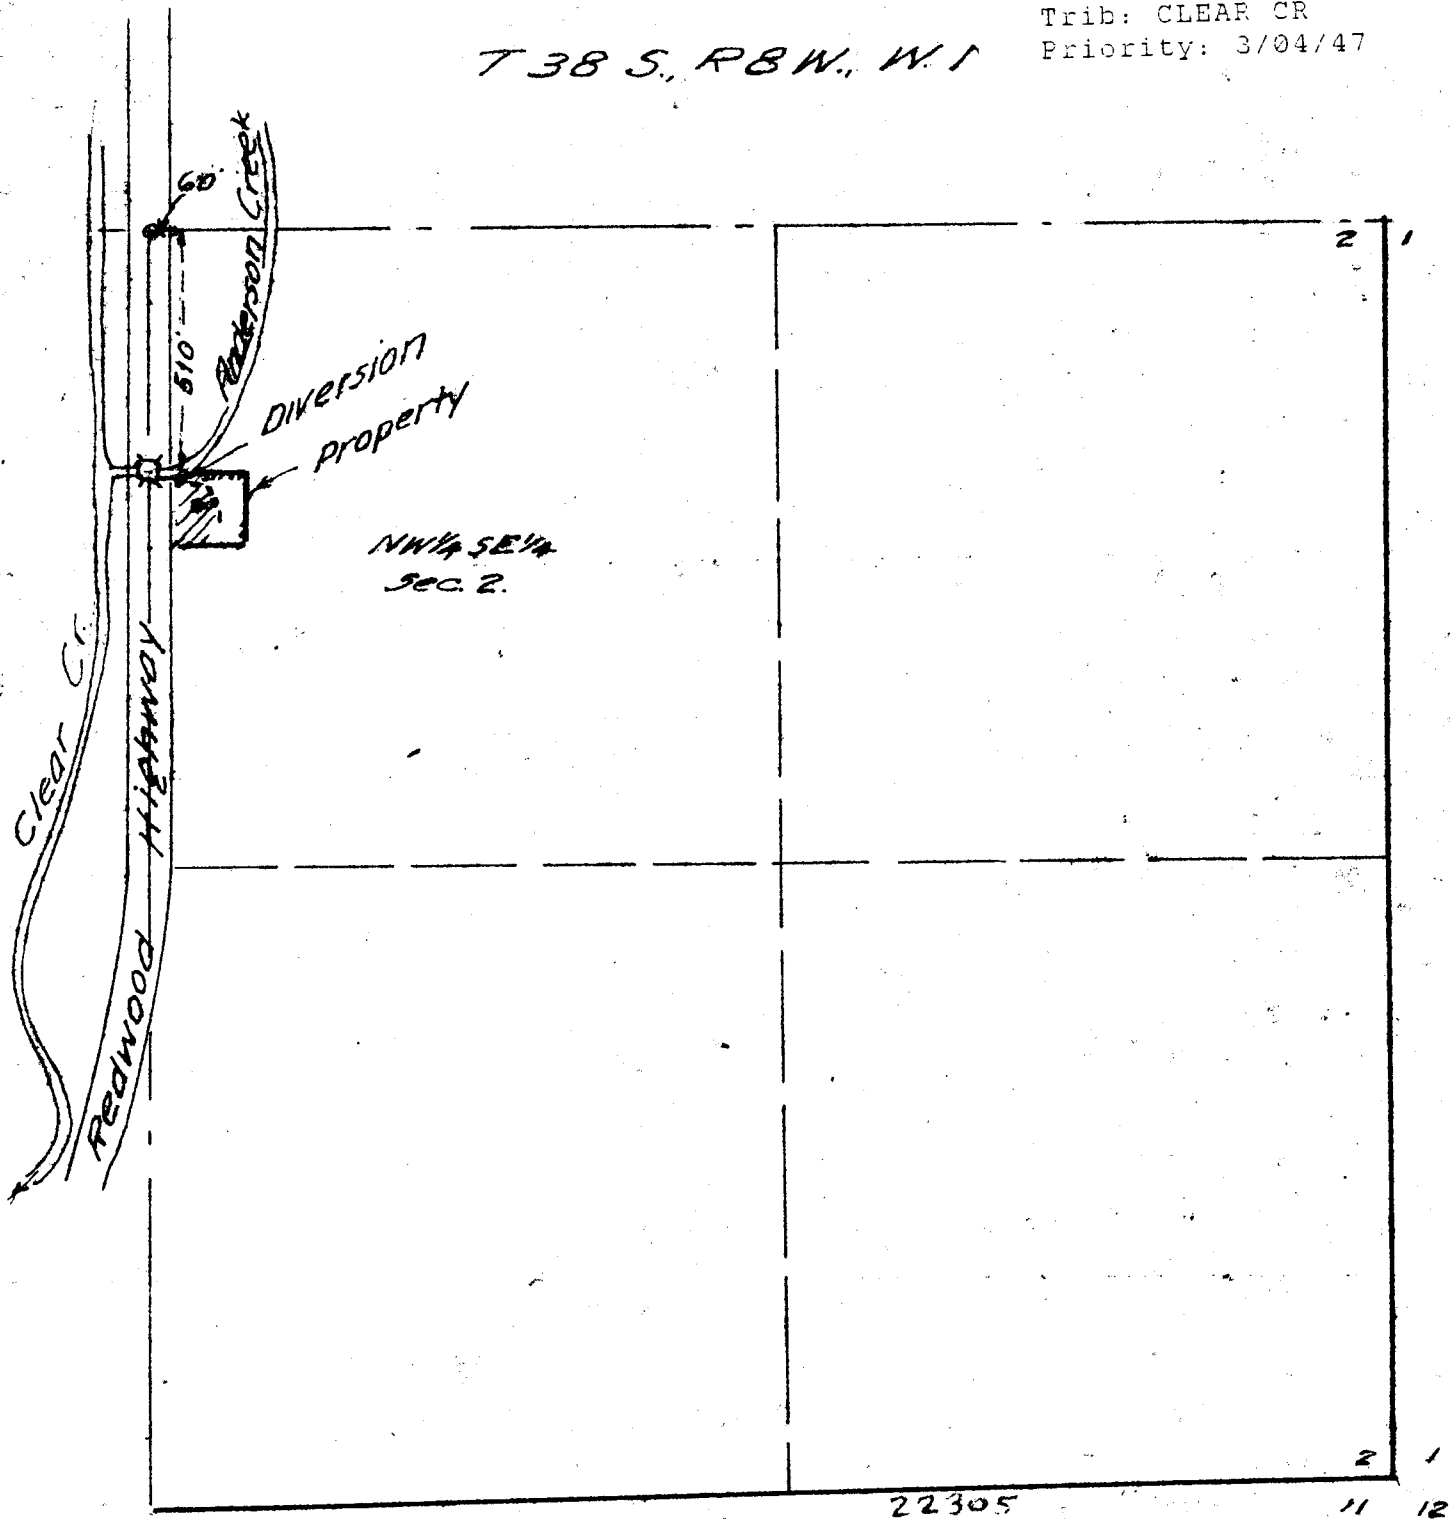 Trib: CLEAR CR
Priority: 3/04/47
T 38 S., R8W., W.
60'
Anderson Creek
2 1
510'
Diversion
Property
NW¼ SE¼
Sec. 2.
Clear Cr.
Redwood Highway
2 1
22305
11 12